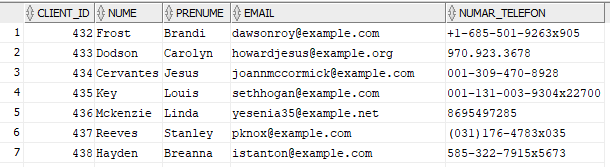 CLIENT_ID NUME PRENUME EMAIL NUMAR_TELEFON
1 432 Frost Brandi dawsonroy@example.com +1-685-501-9263x905
2 433 Dodson Carolyn howardjesus@example.org 970.923.3678
3 434 Cervantes Jesus joannmccormick@example.com 001-309-470-8928
4 435 Key Louis sethhogan@example.com 001-131-003-9304x22700
5 436 Mckenzie Linda yesenia35@example.net 8695497285
6 437 Reeves Stanley pknox@example.com (031)176-4783x035
7 438 Hayden Breanna istanton@example.com 585-322-7915x5673